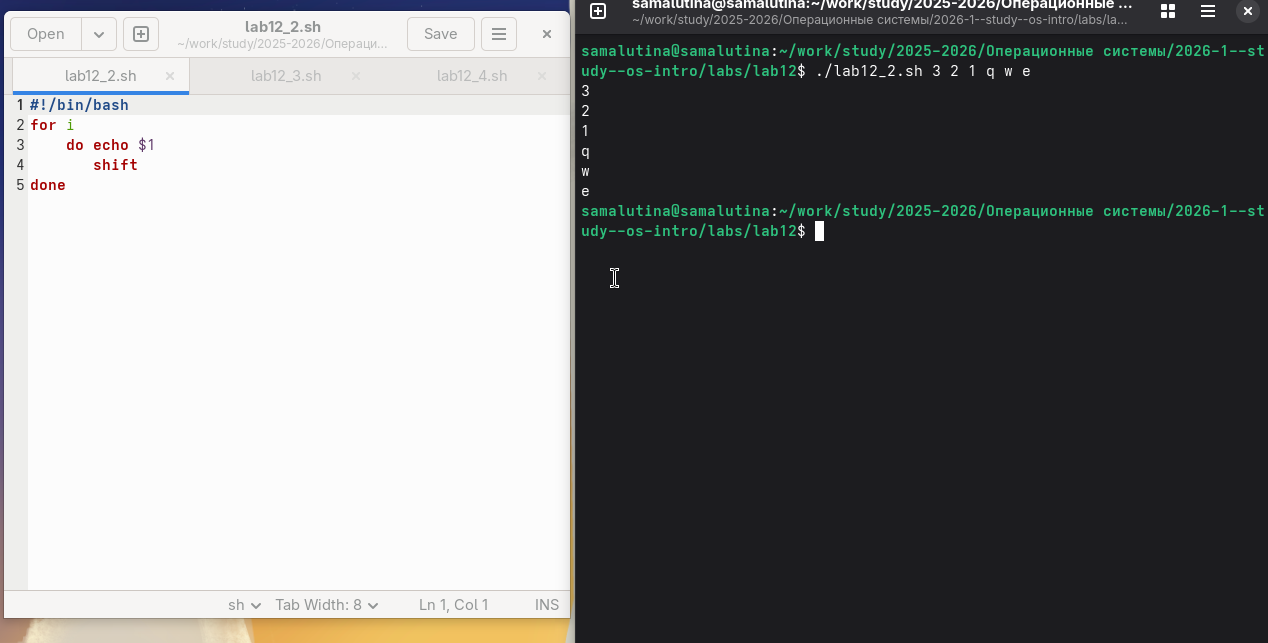 Open
lab12_2.sh
~/work/study/2025-2026/Операци...
Save
lab12_2.sh
lab12_3.sh
lab12_4.sh
1 #!/bin/bash
2 for i
3 do echo $1
4 shift
5 done
sh
Tab Width: 8
Ln 1, Col 1
INS
samalutina@samalutina:~/work/study/2025-2026/Операционные ...
~/work/study/2025-2026/Операционные системы/2026-1--study--os-intro/labs/la...
samalutina@samalutina:~/work/study/2025-2026/Операционные системы/2026-1--st
udy--os-intro/labs/lab12$ ./lab12_2.sh 3 2 1 q w e
3
2
1
q
w
e
samalutina@samalutina:~/work/study/2025-2026/Операционные системы/2026-1--st
udy--os-intro/labs/lab12$